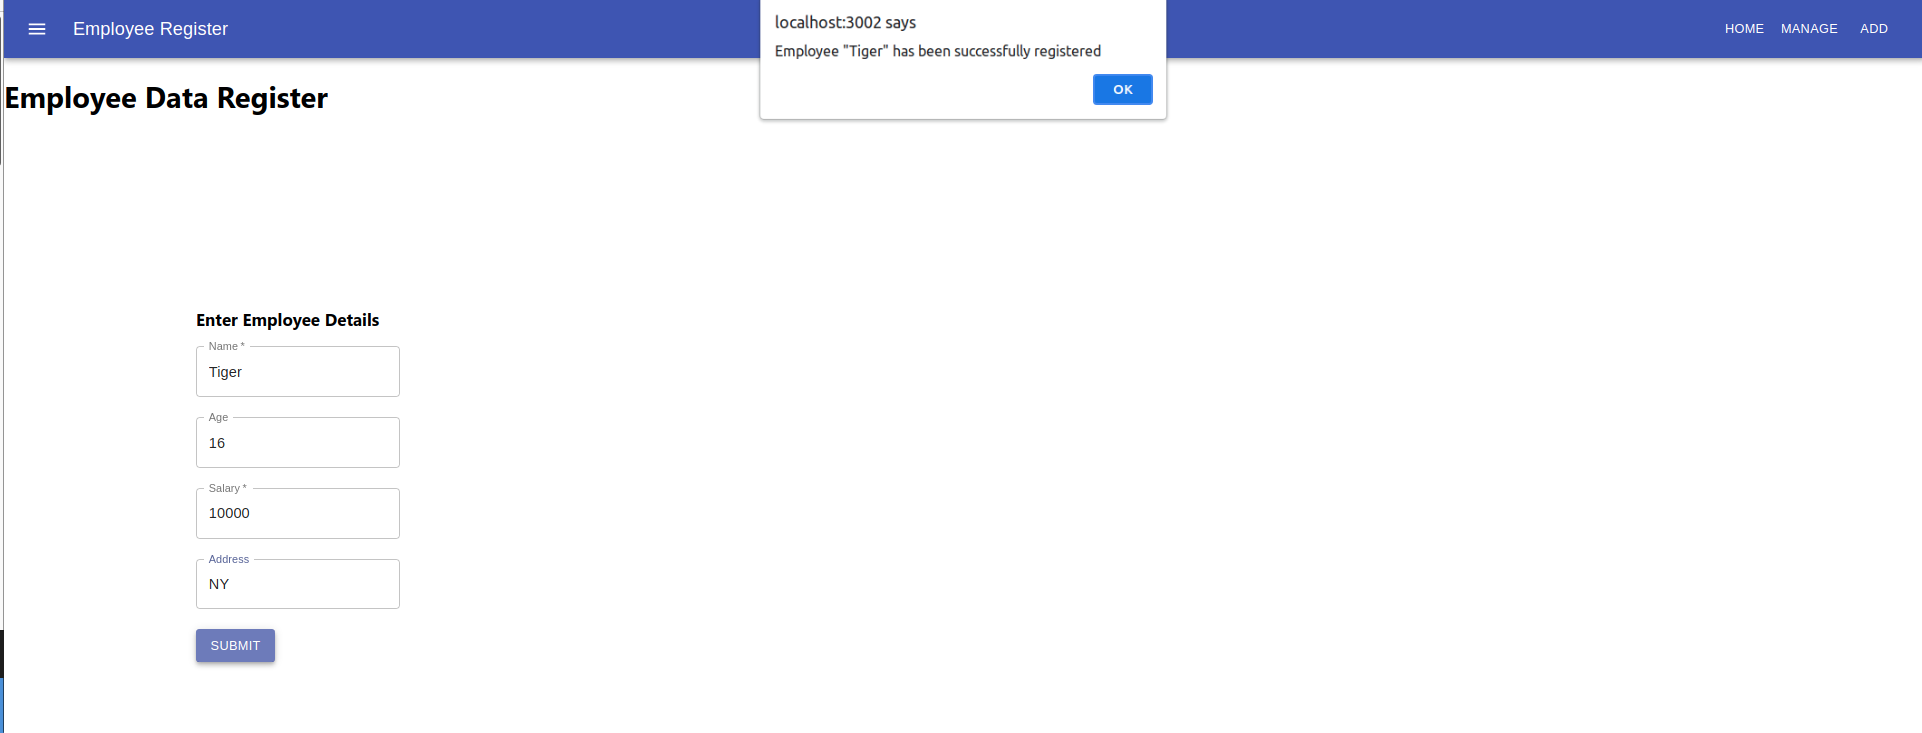 Employee Register
localhost:3002 says
Employee "Tiger" has been successfully registered
OK
HOME MANAGE ADD
Employee Data Register
Enter Employee Details
Name *
Tiger
Age
16
Salary *
10000
Address
NY
SUBMIT